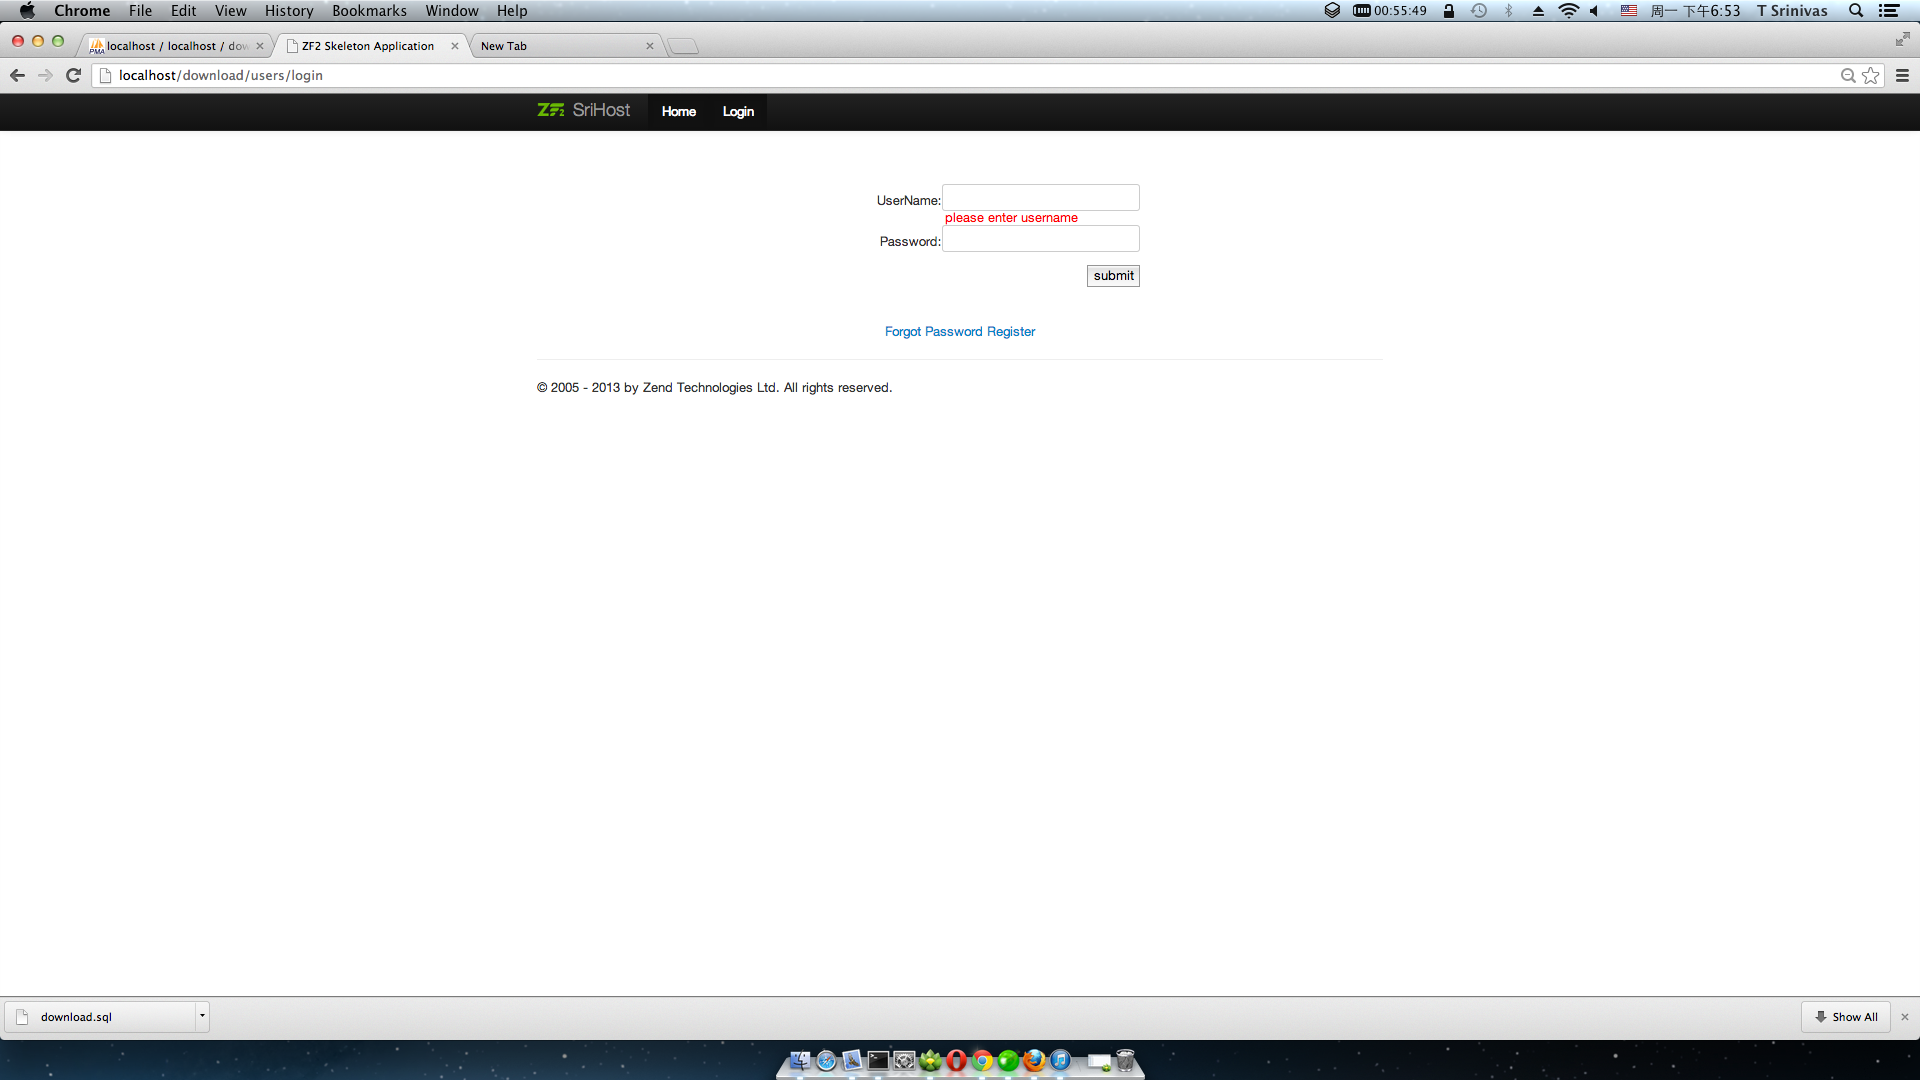 Chrome File Edit View History Bookmarks Window Help 00:55:49 周一 下午6:53 T Srinivas
localhost / localhost / dow ZF2 Skeleton Application New Tab
localhost/download/users/login
ZF2 SriHost Home Login
UserName:
please enter username
Password:
submit
Forgot Password Register
© 2005 - 2013 by Zend Technologies Ltd. All rights reserved.
download.sql Show All